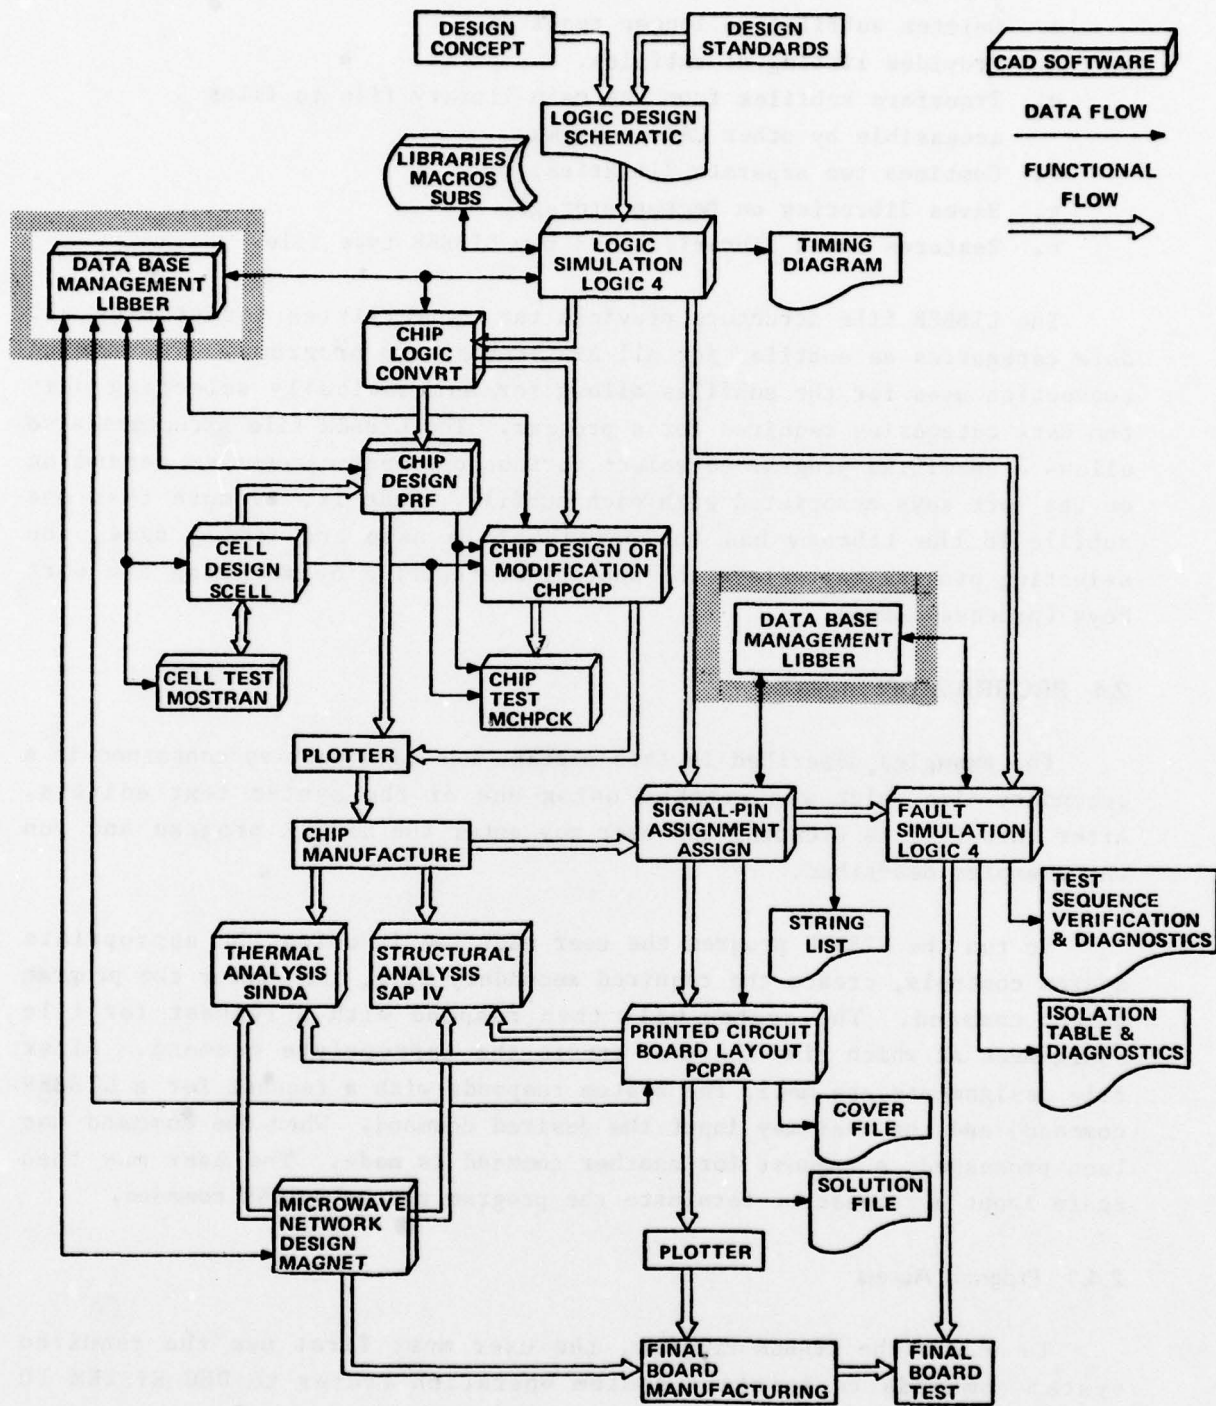 DESIGN
CONCEPT
DESIGN
STANDARDS
CAD SOFTWARE
DATA FLOW
FUNCTIONAL
FLOW
LOGIC DESIGN
SCHEMATIC
LIBRARIES
MACROS
SUBS
DATA BASE
MANAGEMENT
LIBBER
LOGIC
SIMULATION
LOGIC 4
TIMING
DIAGRAM
CHIP
LOGIC
CONVRT
CHIP
DESIGN
PRF
CELL
DESIGN
SCELL
CHIP DESIGN OR
MODIFICATION
CHPCHP
DATA BASE
MANAGEMENT
LIBBER
CELL TEST
MOSTRAN
CHIP
TEST
MCHPCK
PLOTTER
CHIP
MANUFACTURE
SIGNAL-PIN
ASSIGNMENT
ASSIGN
FAULT
SIMULATION
LOGIC 4
TEST
SEQUENCE
VERIFICATION
& DIAGNOSTICS
STRING
LIST
THERMAL
ANALYSIS
SINDA
STRUCTURAL
ANALYSIS
SAP IV
PRINTED CIRCUIT
BOARD LAYOUT
PCPRA
ISOLATION
TABLE &
DIAGNOSTICS
COVER
FILE
SOLUTION
FILE
MICROWAVE
NETWORK
DESIGN
MAGNET
PLOTTER
FINAL
BOARD
MANUFACTURING
FINAL
BOARD
TEST